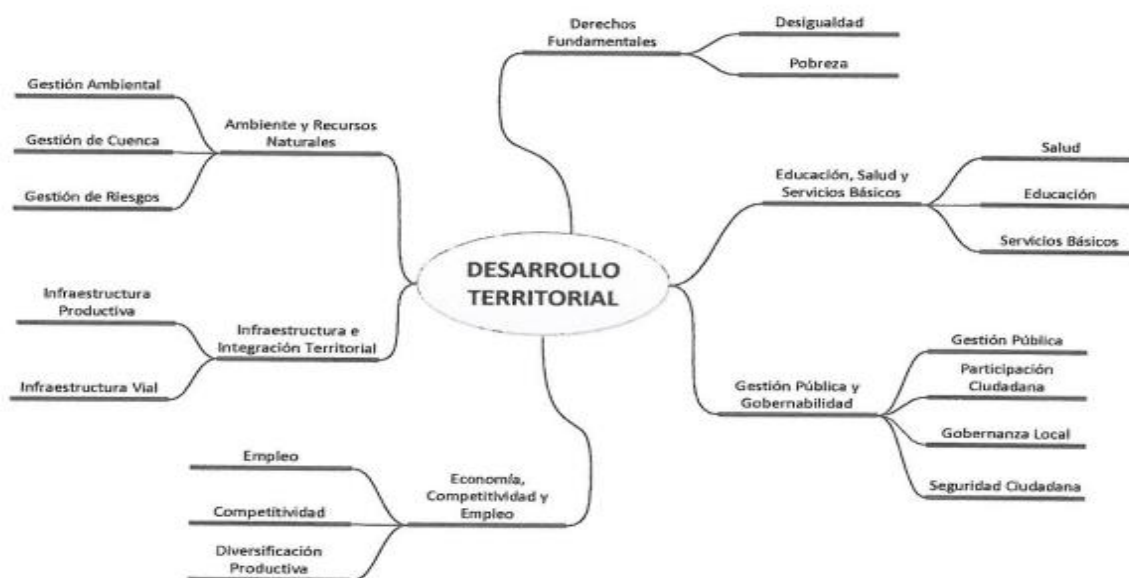 Derechos
Fundamentales
Desigualdad
Pobreza
Gestión Ambiental
Gestión de Cuenca
Gestión de Riesgos
Ambiente y Recursos
Naturales
Educación, Salud y
Servicios Básicos
Salud
Educación
Servicios Básicos
DESARROLLO
TERRITORIAL
Infraestructura
Productiva
Infraestructura Vial
Infraestructura e
Integración Territorial
Gestión Pública y
Gobernabilidad
Gestión Pública
Participación
Ciudadana
Gobernanza Local
Seguridad Ciudadana
Empleo
Competitividad
Diversificación
Productiva
Economía,
Competitividad y
Empleo